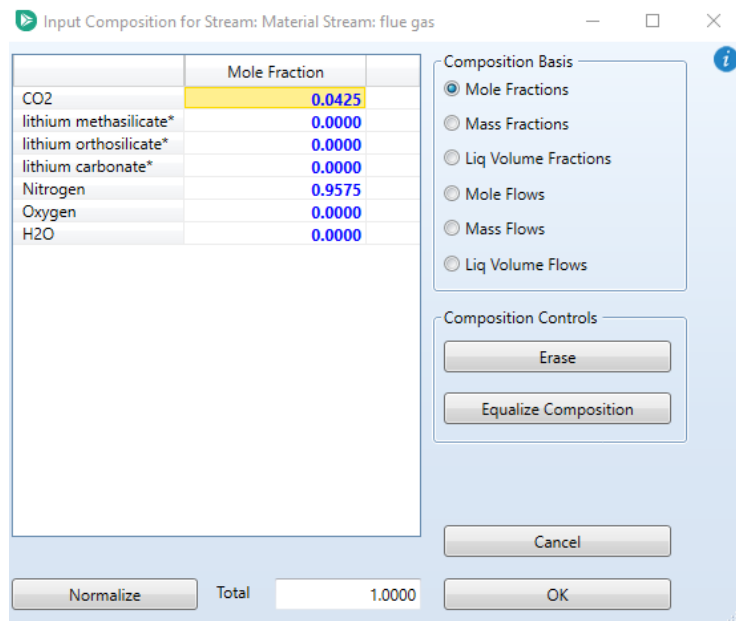 Input Composition for Stream: Material Stream: flue gas
Mole Fraction
CO2 0.0425
lithium methasilicate* 0.0000
lithium orthosilicate* 0.0000
lithium carbonate* 0.0000
Nitrogen 0.9575
Oxygen 0.0000
H2O 0.0000
Composition Basis
Mole Fractions
Mass Fractions
Liq Volume Fractions
Mole Flows
Mass Flows
Liq Volume Flows
Composition Controls
Erase
Equalize Composition
Cancel
Normalize Total 1.0000 OK
i